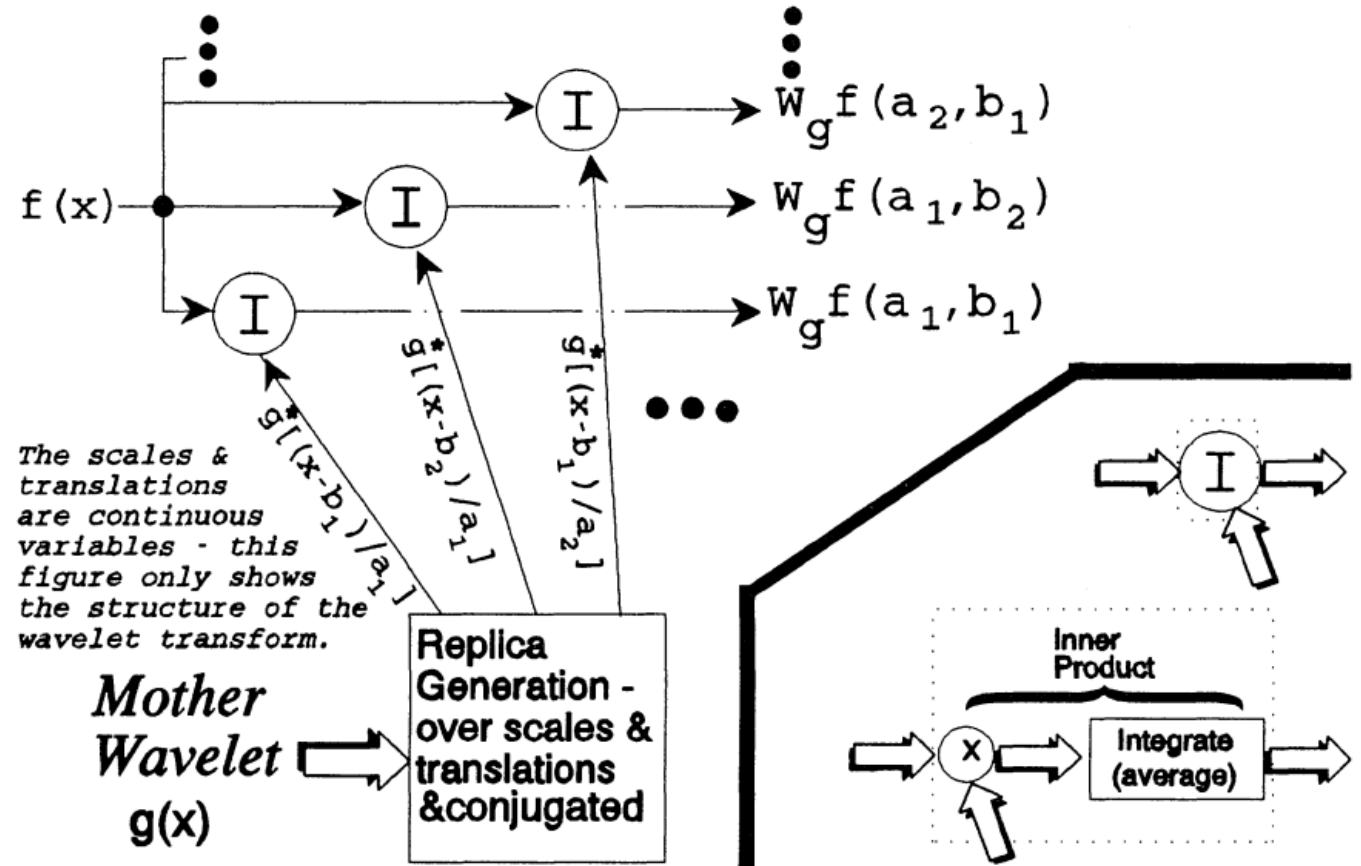 I
W_g f(a_2,b_1)
f(x)
I
W_g f(a_1,b_2)
I
W_g f(a_1,b_1)
g*[(x-b_1)/a_1]
g*[(x-b_2)/a_1]
g*[(x-b_1)/a_2]
The scales &
translations
are continuous
variables - this
figure only shows
the structure of the
wavelet transform.
Mother
Wavelet
g(x)
Replica
Generation -
over scales &
translations
&conjugated
I
Inner
Product
x
Integrate
(average)